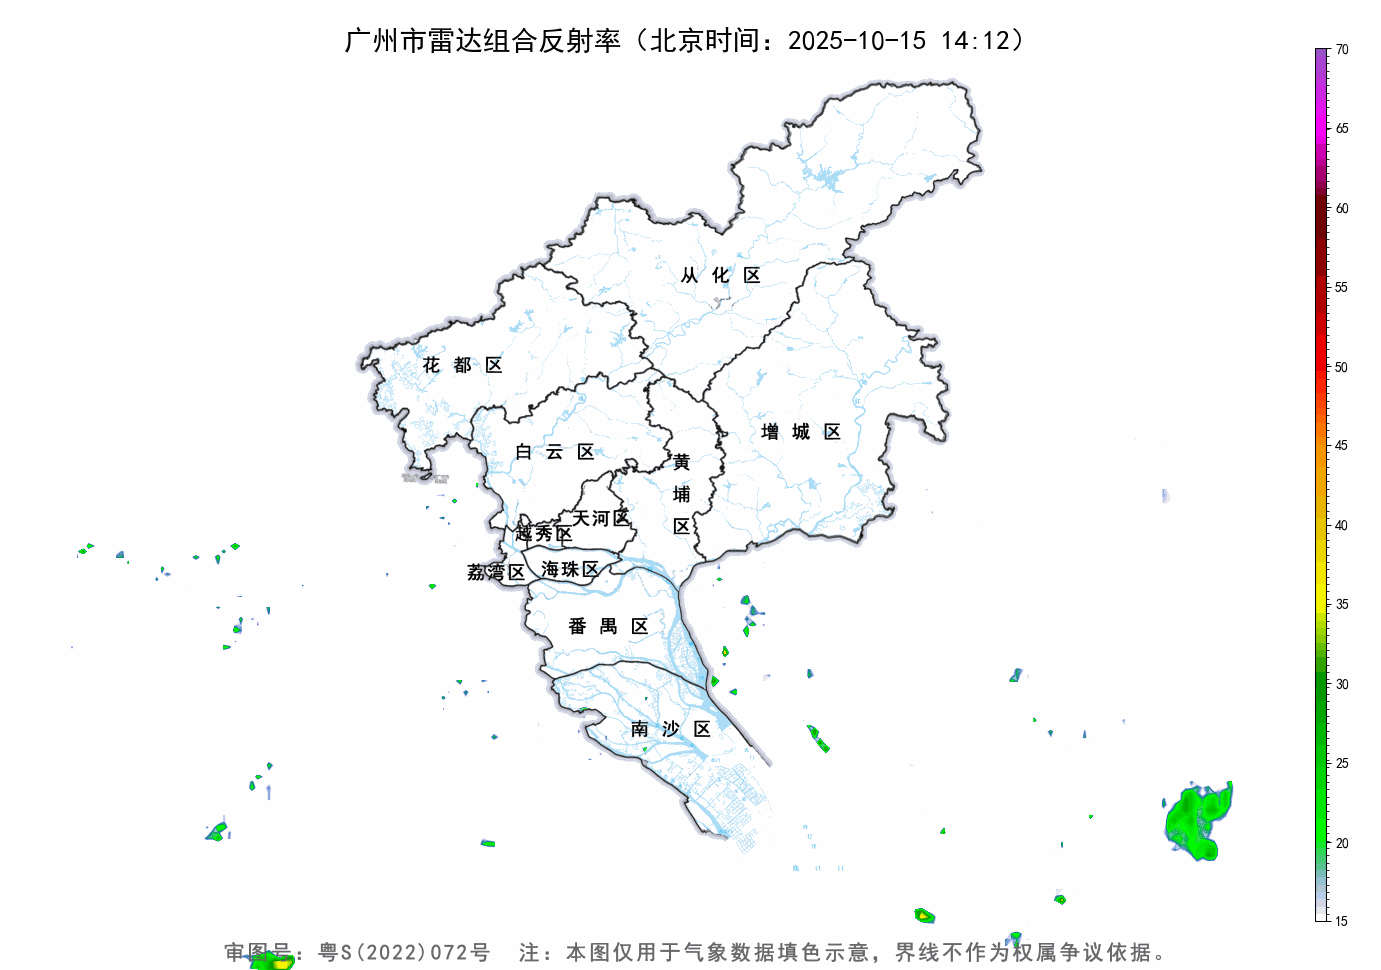 广州市雷达组合反射率（北京时间：2025-10-15 14:12）
70
65
60
55
50
45
40
35
30
25
20
15
从化区
花都区
增城区
白云区
黄埔区
天河区
越秀区
海珠区
荔湾区
番禺区
南沙区
审图号：粤S(2022)072号 注：本图仅用于气象数据填色示意，界线不作为权属争议依据。